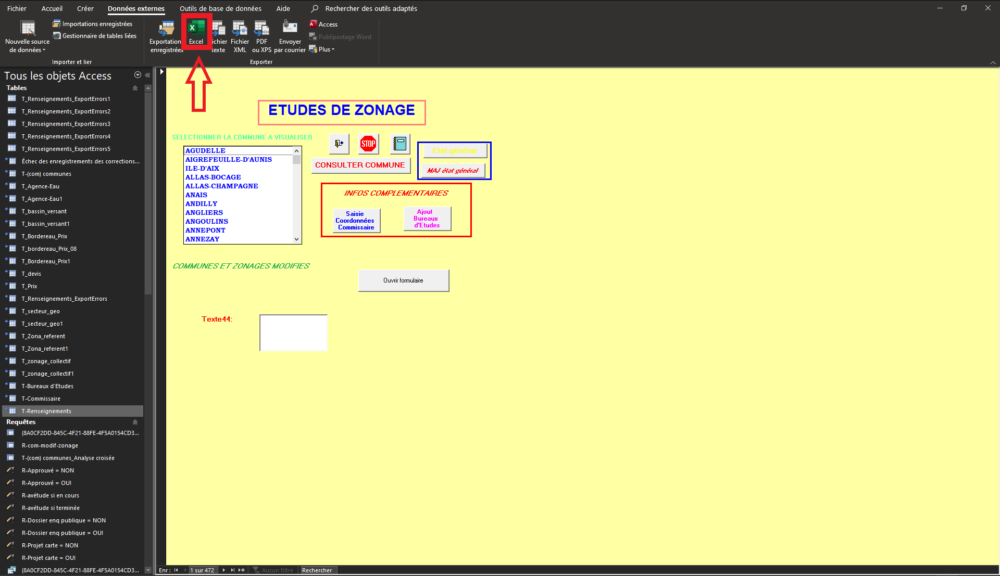 Fichier Accueil Créer Données externes Outils de base de données Aide Rechercher des outils adaptés
Nouvelle source
de données
Importations enregistrées
Gestionnaire de tables liées
Importer et lier
Exportation
enregistrées
Excel
ichier
texte
Fichier
XML
PDF
ou XPS
Envoyer
par courrier
Access
Publipostage Word
Plus
Exporter
Tous les objets Access
Tables
T_Renseignements_ExportErrors1
T_Renseignements_ExportErrors2
T_Renseignements_ExportErrors3
T_Renseignements_ExportErrors4
T_Renseignements_ExportErrors5
Échec des enregistrements des corrections...
T-(com) communes
T_Agence-Eau
T_Agence-Eau1
T_bassin_versant
T_bassin_versant1
T_Bordereau_Prix
T_bordereau_Prix_08
T_Bordereau_Prix1
T_devis
T_Prix
T_Renseignements_ExportErrors
T_secteur_geo
T_secteur_geo1
T_Zona_referent
T_Zona_referent1
T_zonage_collectif
T_zonage_collectif1
T-Bureaux d'Etudes
T-Commissaire
T-Renseignements
Requêtes
{8A0CF2DD-845C-4F21-88FE-4F5A0154CD3...
R-com-modif-zonage
T-(com) communes_Analyse croisée
R-Approuvé = NON
R-Approuvé = OUI
R-avétude si en cours
R-avétude si terminée
R-Dossier enq publique = NON
R-Dossier enq publique = OUI
R-Projet carte = NON
R-Projet carte = OUI
{8A0CF2DD-845C-4F21-88FE-4F5A0154CD3...
ETUDES DE ZONAGE
SELECTIONNER LA COMMUNE A VISUALISER
AGUDELLE
AIGREFEUILLE-D'AUNIS
ILE-D'AIX
ALLAS-BOCAGE
ALLAS-CHAMPAGNE
ANAIS
ANDILLY
ANGLIERS
ANGOULINS
ANNEPONT
ANNEZAY
STOP
CONSULTER COMMUNE
Etat général
MAJ état général
INFOS COMPLEMENTAIRES
Saisie
Coordonnées
Commissaire
Ajout
Bureaux
d'Etudes
COMMUNES ET ZONAGES MODIFIES
Ouvrir formulaire
Texte44:
Enr : 1 sur 472 Aucun filtre Rechercher